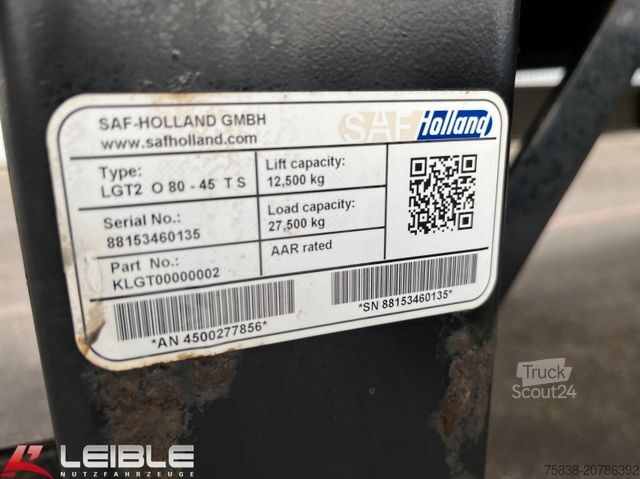 SAF-HOLLAND GMBH
www.safholland.com
SAF Holland
Type:
LGT2 O 80 - 45 T S
Lift capacity:
12,500 kg
Serial No.:
88153460135
Load capacity:
27,500 kg
Part No.:
KLGT00000002
AAR rated
*AN 4500277856*
*SN 88153460135*
Truck
Scout24
LEIBLE
NUTZFAHRZEUGE
75838-20786392